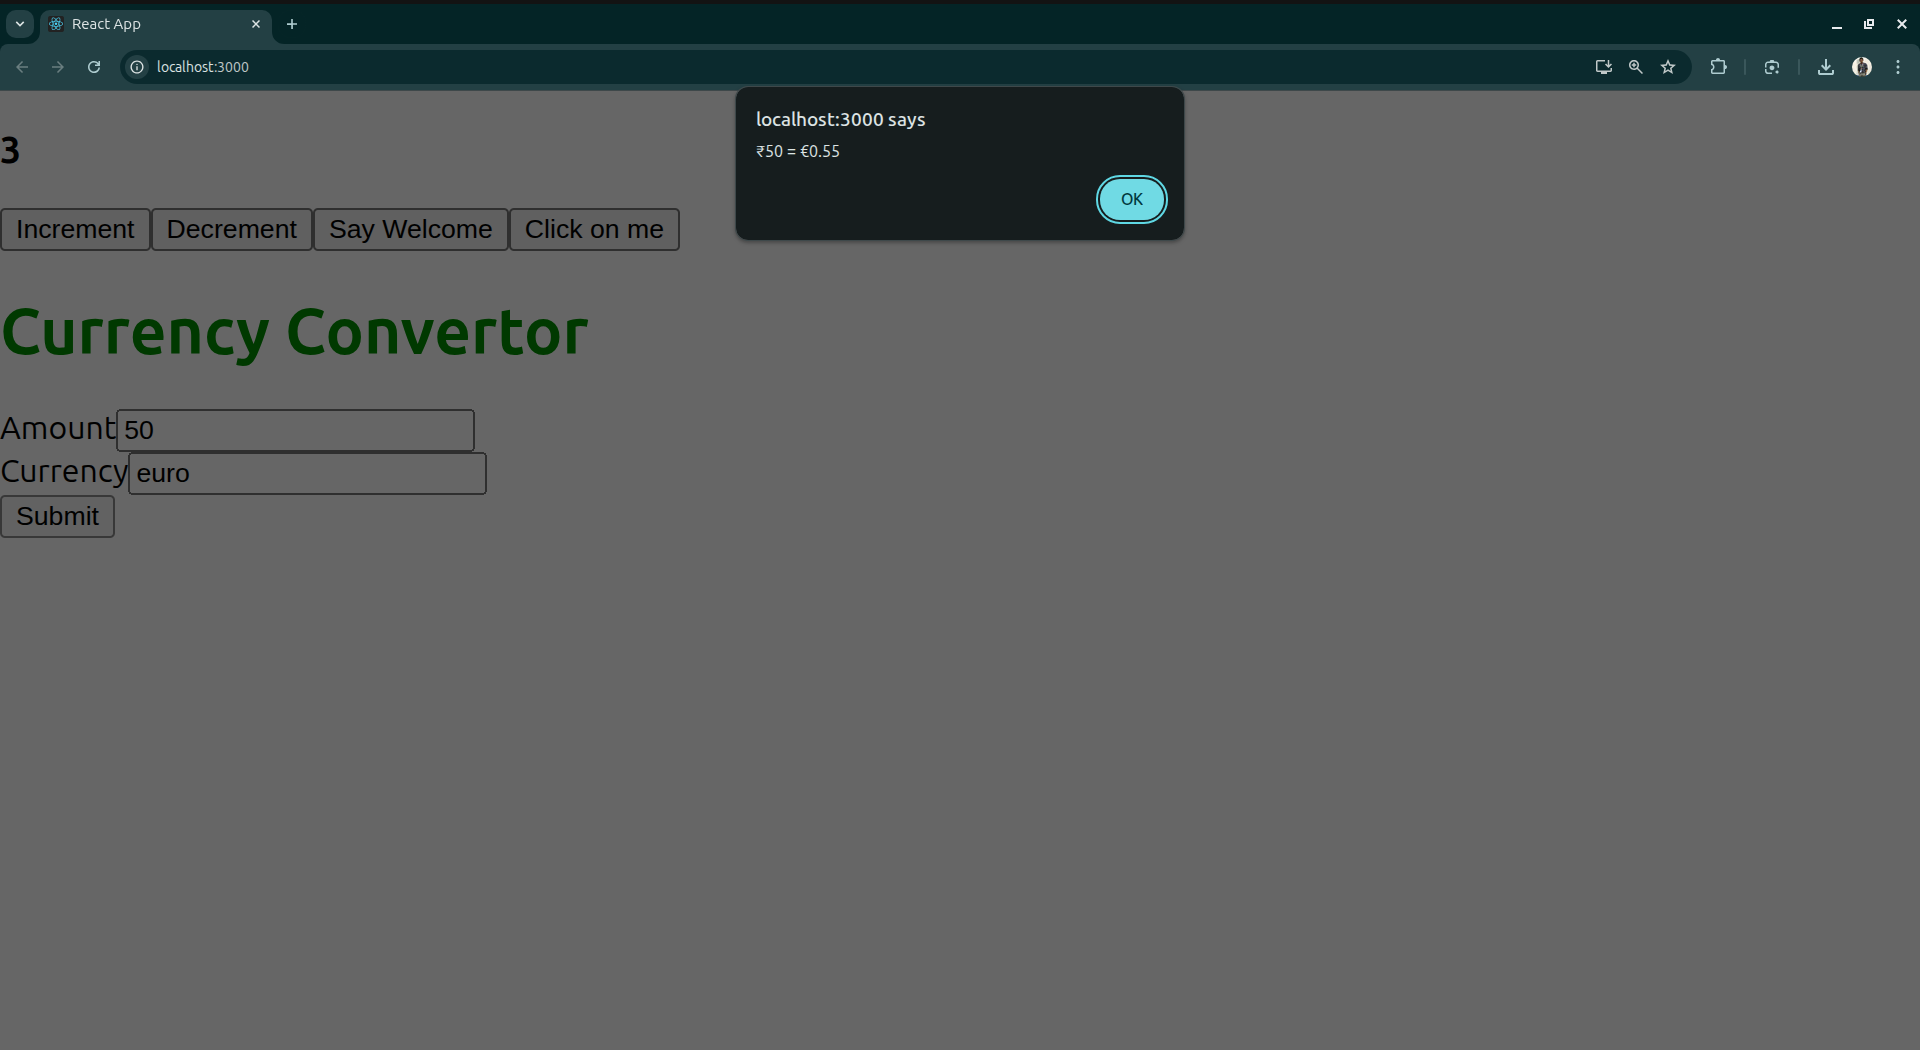 React App
localhost:3000
localhost:3000 says
₹50 = €0.55
OK
3
Increment Decrement Say Welcome Click on me
Currency Convertor
Amount 50
Currency euro
Submit